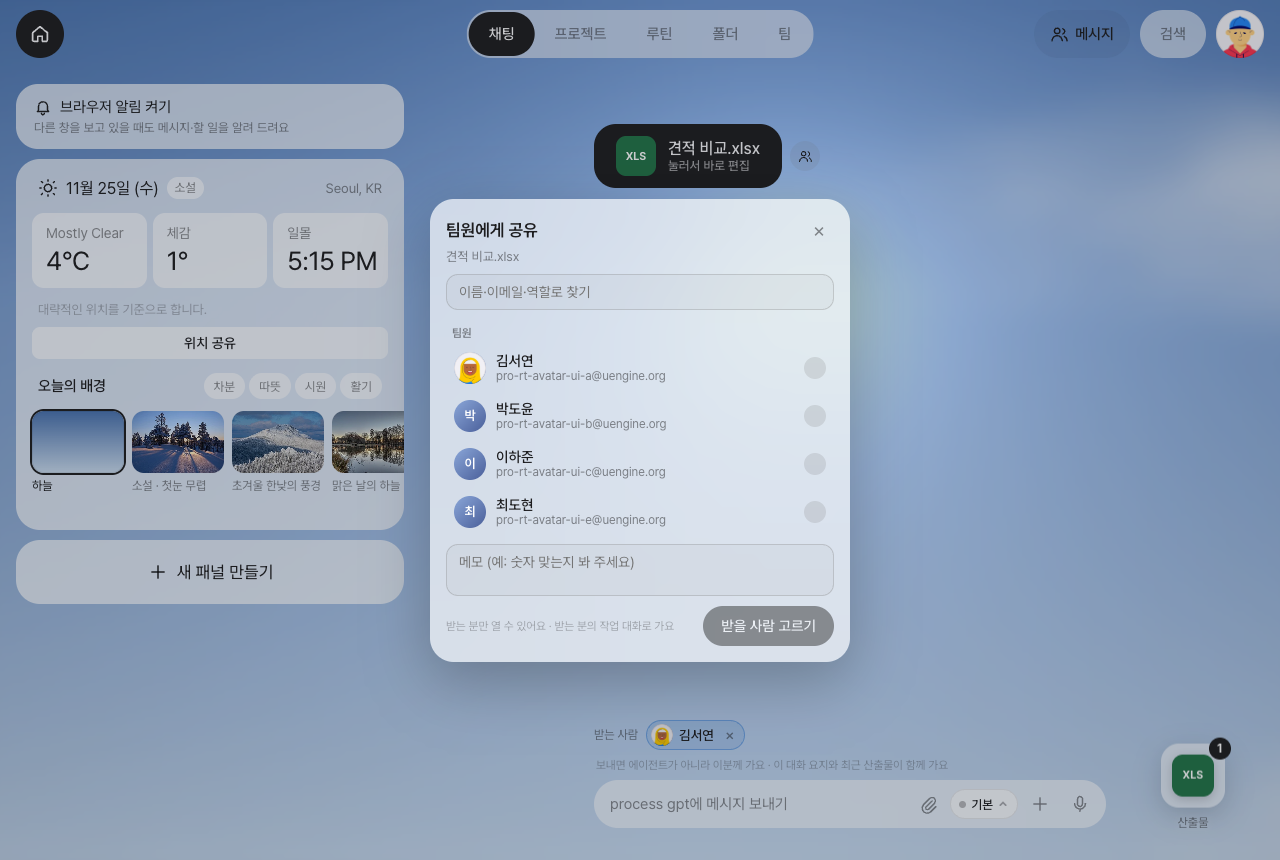 채팅
프로젝트
루틴
폴더
팀
메시지
검색
브라우저 알림 켜기
다른 창을 보고 있을 때도 메시지·할 일을 알려 드려요
11월 25일 (수)
소설
Seoul, KR
Mostly Clear
4°C
체감
1°
일몰
5:15 PM
대략적인 위치를 기준으로 합니다.
위치 공유
오늘의 배경
차분
따뜻
시원
활기
하늘
소설 · 첫눈 무렵
초겨울 한낮의 풍경
맑은 날의 하늘
새 패널 만들기
XLS
견적 비교.xlsx
눌러서 바로 편집
팀원에게 공유
견적 비교.xlsx
이름·이메일·역할로 찾기
팀원
김서연
pro-rt-avatar-ui-a@uengine.org
박
박도윤
pro-rt-avatar-ui-b@uengine.org
이
이하준
pro-rt-avatar-ui-c@uengine.org
최
최도현
pro-rt-avatar-ui-e@uengine.org
메모 (예: 숫자 맞는지 봐 주세요)
받는 분만 열 수 있어요 · 받는 분의 작업 대화로 가요
받을 사람 고르기
받는 사람
김서연
보내면 에이전트가 아니라 이분께 가요 · 이 대화 요지와 최근 산출물이 함께 가요
process gpt에 메시지 보내기
기본
1
XLS
산출물